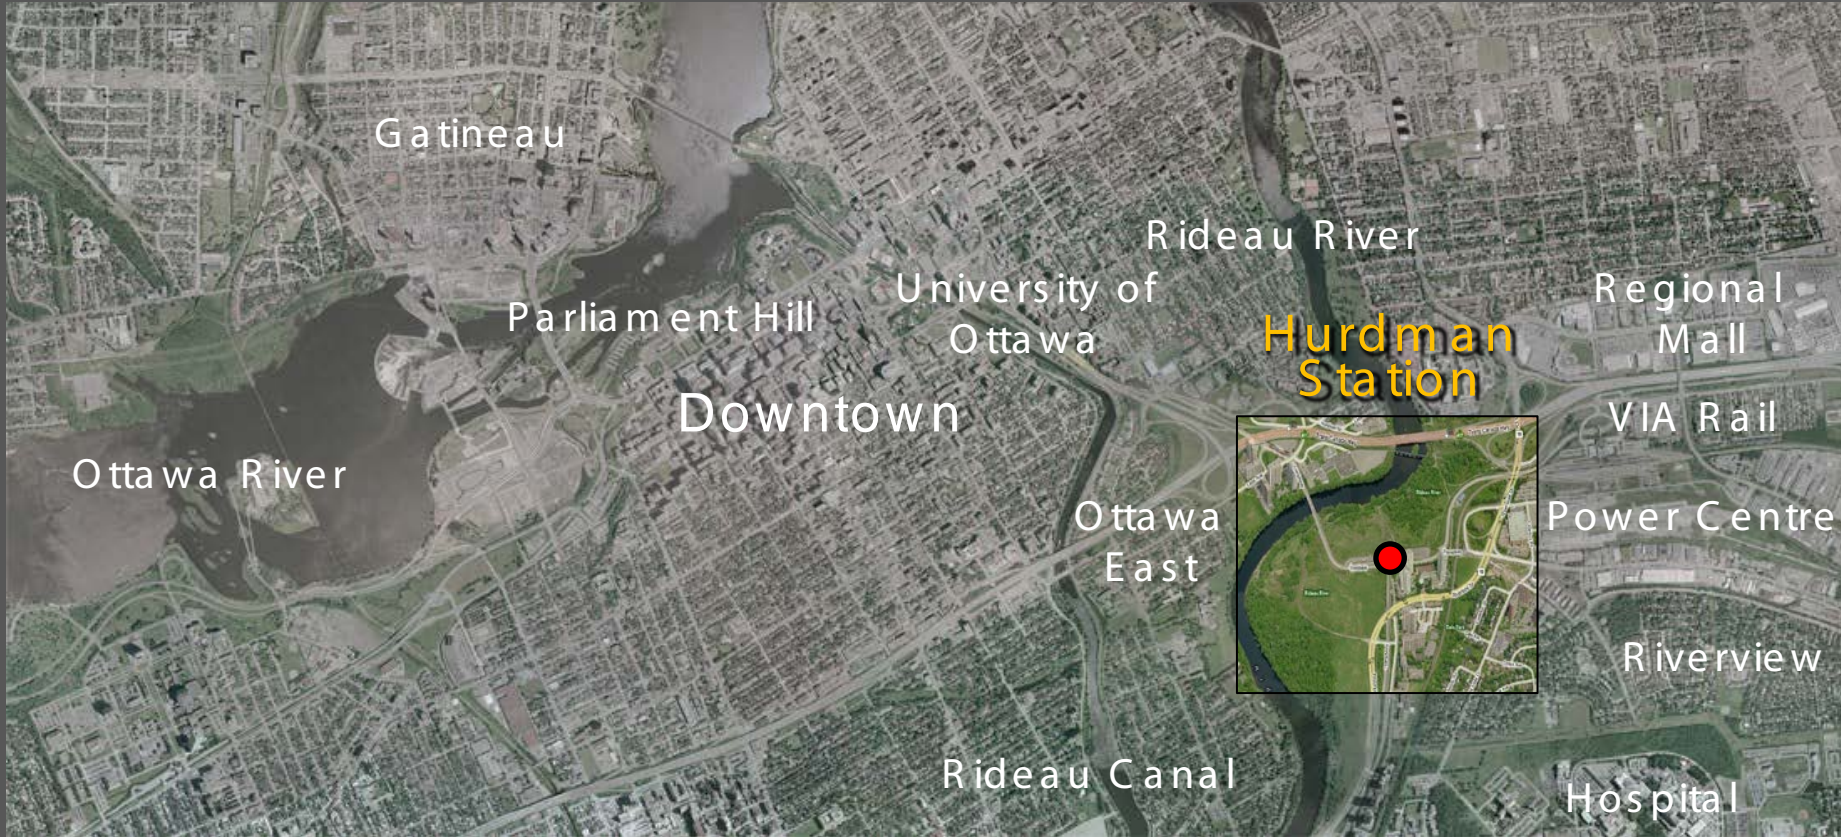 Gatineau
Rideau River
University of
Ottawa
Regional
Mall
Parliament Hill
Hurdman
Station
Downtown
VIA Rail
Ottawa River
Ottawa
East
Power Centre
Riverview
Rideau Canal
Hospital